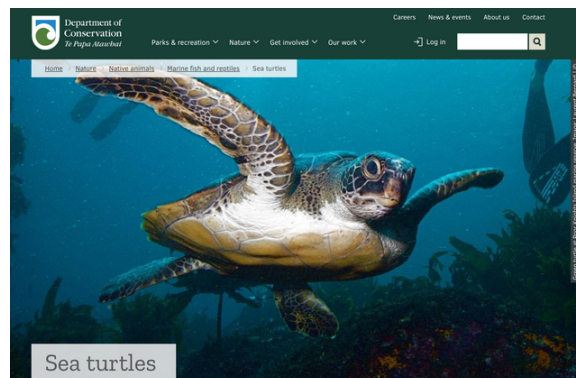 Careers News & events About us Contact
Department of
Conservation
Te Papa Atawhai
Parks & recreation Nature Get involved Our work Log in
Home Nature Native animals Marine fish and reptiles Sea turtles
Sea turtles